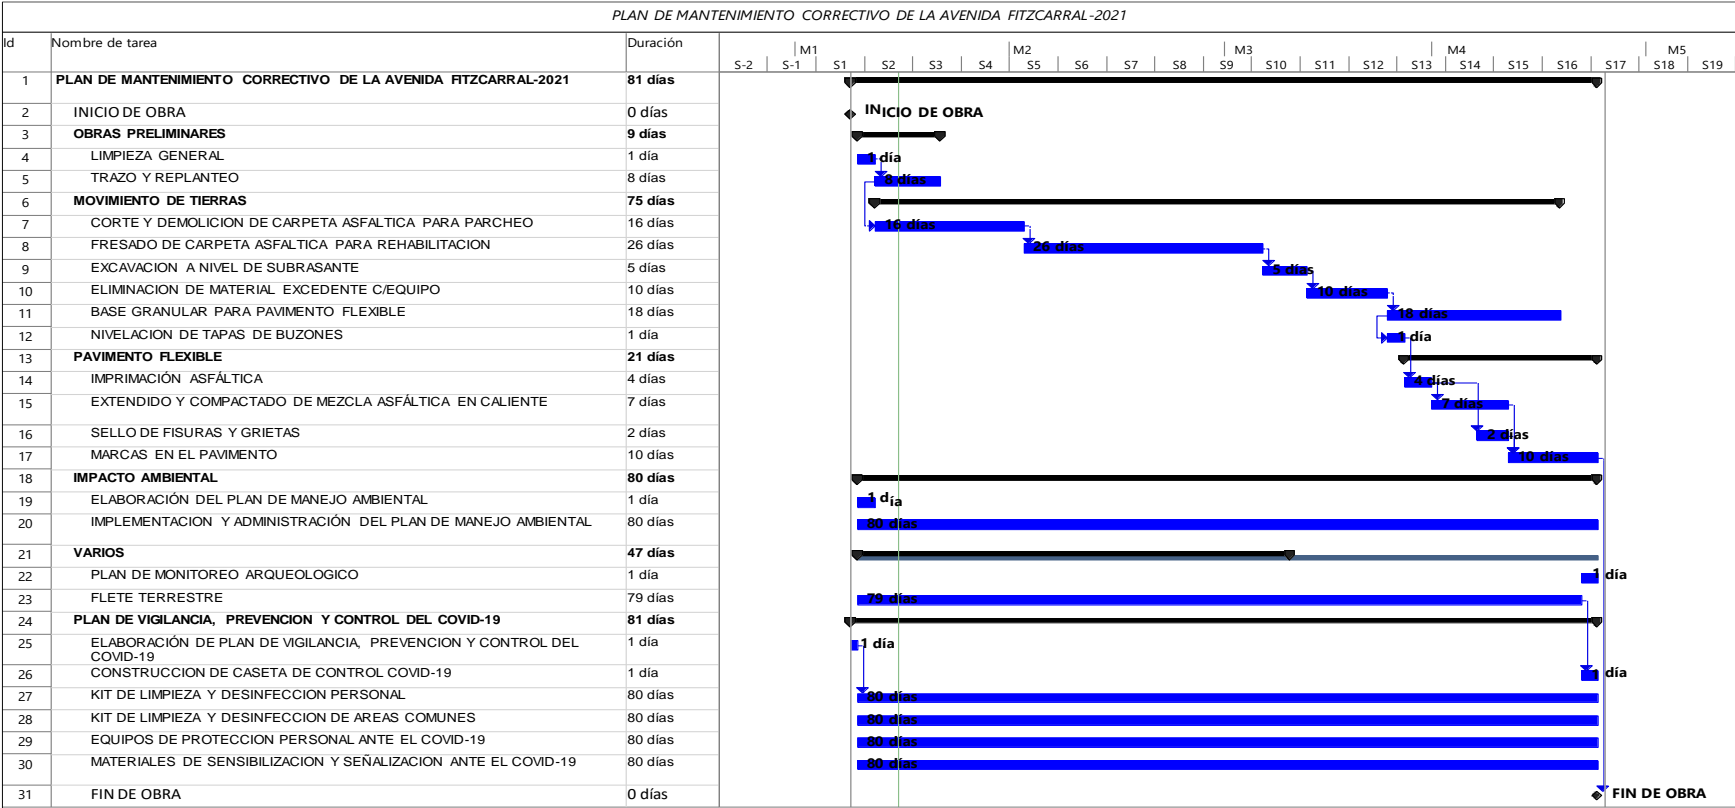 PLAN DE MANTENIMIENTO CORRECTIVO DE LA AVENIDA FITZCARRAL-2021
Id Nombre de tarea Duración M1 M2 M3 M4 M5
S-2 S-1 S1 S2 S3 S4 S5 S6 S7 S8 S9 S10 S11 S12 S13 S14 S15 S16 S17 S18 S19
1 PLAN DE MANTENIMIENTO CORRECTIVO DE LA AVENIDA FITZCARRAL-2021 81 días
2 INICIO DE OBRA 0 días INICIO DE OBRA
3 OBRAS PRELIMINARES 9 días
4 LIMPIEZA GENERAL 1 día 1 día
5 TRAZO Y REPLANTEO 8 días 8 días
6 MOVIMIENTO DE TIERRAS 75 días
7 CORTE Y DEMOLICION DE CARPETA ASFALTICA PARA PARCHEO 16 días 16 días
8 FRESADO DE CARPETA ASFALTICA PARA REHABILITACION 26 días 26 días
9 EXCAVACION A NIVEL DE SUBRASANTE 5 días 5 días
10 ELIMINACION DE MATERIAL EXCEDENTE C/EQUIPO 10 días 10 días
11 BASE GRANULAR PARA PAVIMENTO FLEXIBLE 18 días 18 días
12 NIVELACION DE TAPAS DE BUZONES 1 día 1 día
13 PAVIMENTO FLEXIBLE 21 días
14 IMPRIMACIÓN ASFÁLTICA 4 días 4 días
15 EXTENDIDO Y COMPACTADO DE MEZCLA ASFÁLTICA EN CALIENTE 7 días 7 días
16 SELLO DE FISURAS Y GRIETAS 2 días 2 días
17 MARCAS EN EL PAVIMENTO 10 días 10 días
18 IMPACTO AMBIENTAL 80 días
19 ELABORACIÓN DEL PLAN DE MANEJO AMBIENTAL 1 día 1 día
20 IMPLEMENTACION Y ADMINISTRACIÓN DEL PLAN DE MANEJO AMBIENTAL 80 días 80 días
21 VARIOS 47 días
22 PLAN DE MONITOREO ARQUEOLOGICO 1 día 1 día
23 FLETE TERRESTRE 79 días 79 días
24 PLAN DE VIGILANCIA, PREVENCION Y CONTROL DEL COVID-19 81 días
25 ELABORACIÓN DE PLAN DE VIGILANCIA, PREVENCION Y CONTROL DEL 1 día 1 día
COVID-19
26 CONSTRUCCION DE CASETA DE CONTROL COVID-19 1 día 1 día
27 KIT DE LIMPIEZA Y DESINFECCION PERSONAL 80 días 80 días
28 KIT DE LIMPIEZA Y DESINFECCION DE AREAS COMUNES 80 días 80 días
29 EQUIPOS DE PROTECCION PERSONAL ANTE EL COVID-19 80 días 80 días
30 MATERIALES DE SENSIBILIZACION Y SEÑALIZACION ANTE EL COVID-19 80 días 80 días
31 FIN DE OBRA 0 días FIN DE OBRA